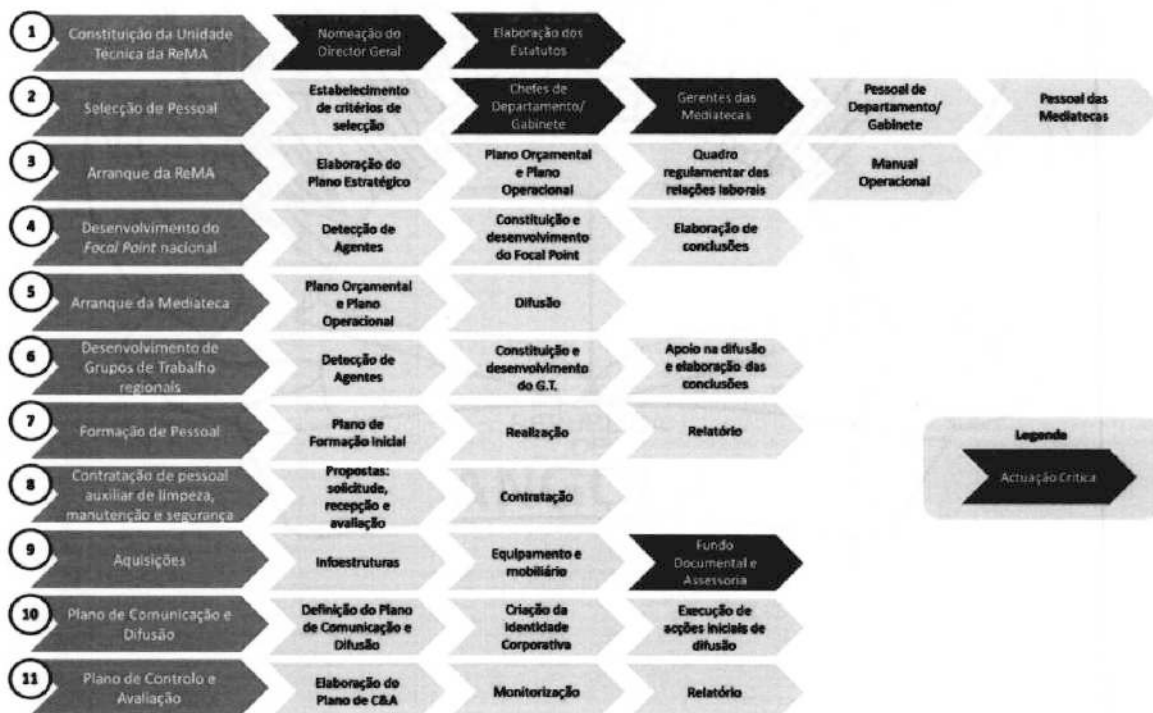 1
Constituição da Unidade
Técnica da ReMA
Nomeação do
Director Geral
Elaboração dos
Estatutos
2
Selecção de Pessoal
Estabelecimento
de critérios de
selecção
Chefes de
Departamento/
Gabinete
Gerentes das
Mediatecas
Pessoal de
Departamento/
Gabinete
Pessoal das
Mediatecas
3
Arranque da ReMA
Elaboração do
Plano Estratégico
Plano Orçamental
e Plano
Operacional
Quadro
regulamentar das
relações laborais
Manual
Operacional
4
Desenvolvimento do
Focal Point nacional
Detecção de
Agentes
Constituição e
desenvolvimento
do Focal Point
Elaboração de
conclusões
5
Arranque da Mediateca
Plano Orçamental
e Plano
Operacional
Difusão
6
Desenvolvimento de
Grupos de Trabalho
regionais
Detecção de
Agentes
Constituição e
desenvolvimento
do G.T.
Apoio na difusão
e elaboração das
conclusões
7
Formação de Pessoal
Plano de
Formação Inicial
Realização
Relatório
8
Contratação de pessoal
auxiliar de limpeza,
manutenção e segurança
Propostas:
solicitude,
recepção e
avaliação
Contratação
9
Aquisições
Infoestruturas
Equipamento e
mobiliário
Fundo
Documental e
Assessoria
10
Plano de Comunicação e
Difusão
Definição do Plano
de Comunicação e
Difusão
Criação da
Identidade
Corporativa
Execução de
acções iniciais de
difusão
11
Plano de Controlo e
Avaliação
Elaboração do
Plano de C&A
Monitorização
Relatório
Legenda
Actuação Crítica